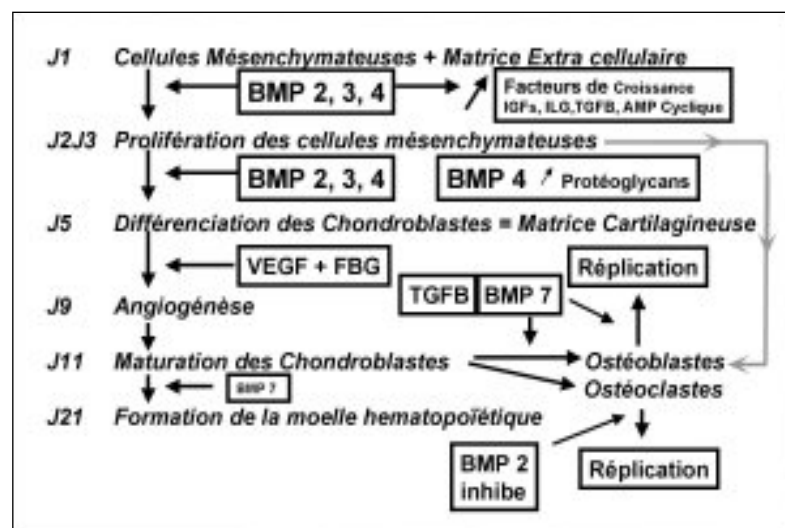 J1 Cellules Mésenchymateuses + Matrice Extra cellulaire
BMP 2, 3, 4
Facteurs de Croissance
IGFs, ILG,TGFB, AMP Cyclique
J2J3 Prolifération des cellules mésenchymateuses
BMP 2, 3, 4
BMP 4 Protéoglycans
J5 Différenciation des Chondroblastes = Matrice Cartilagineuse
VEGF + FBG
Réplication
TGFB BMP 7
J9 Angiogénèse
J11 Maturation des Chondroblastes
Ostéoblastes
Ostéoclastes
BMP 7
J21 Formation de la moelle hematopoïétique
BMP 2
inhibe
Réplication